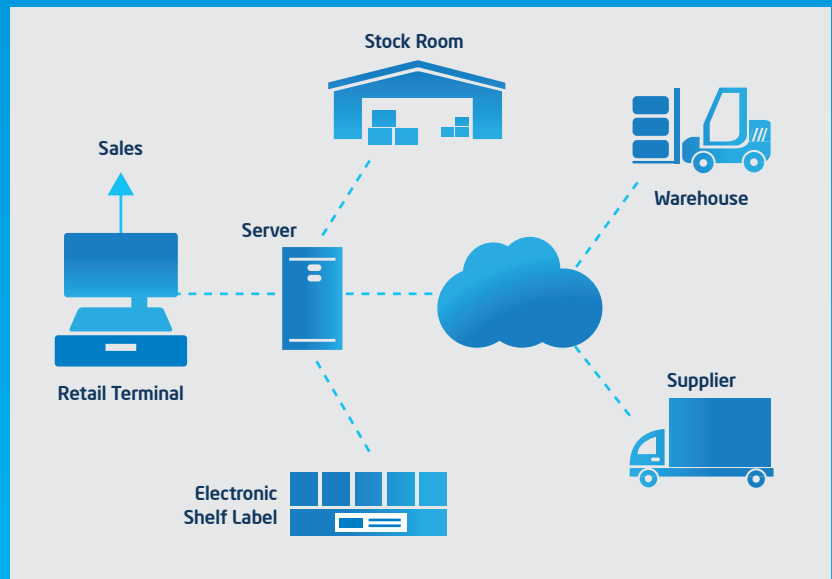 Stock Room
Sales
Warehouse
Server
Supplier
Retail Terminal
Electronic
Shelf Label